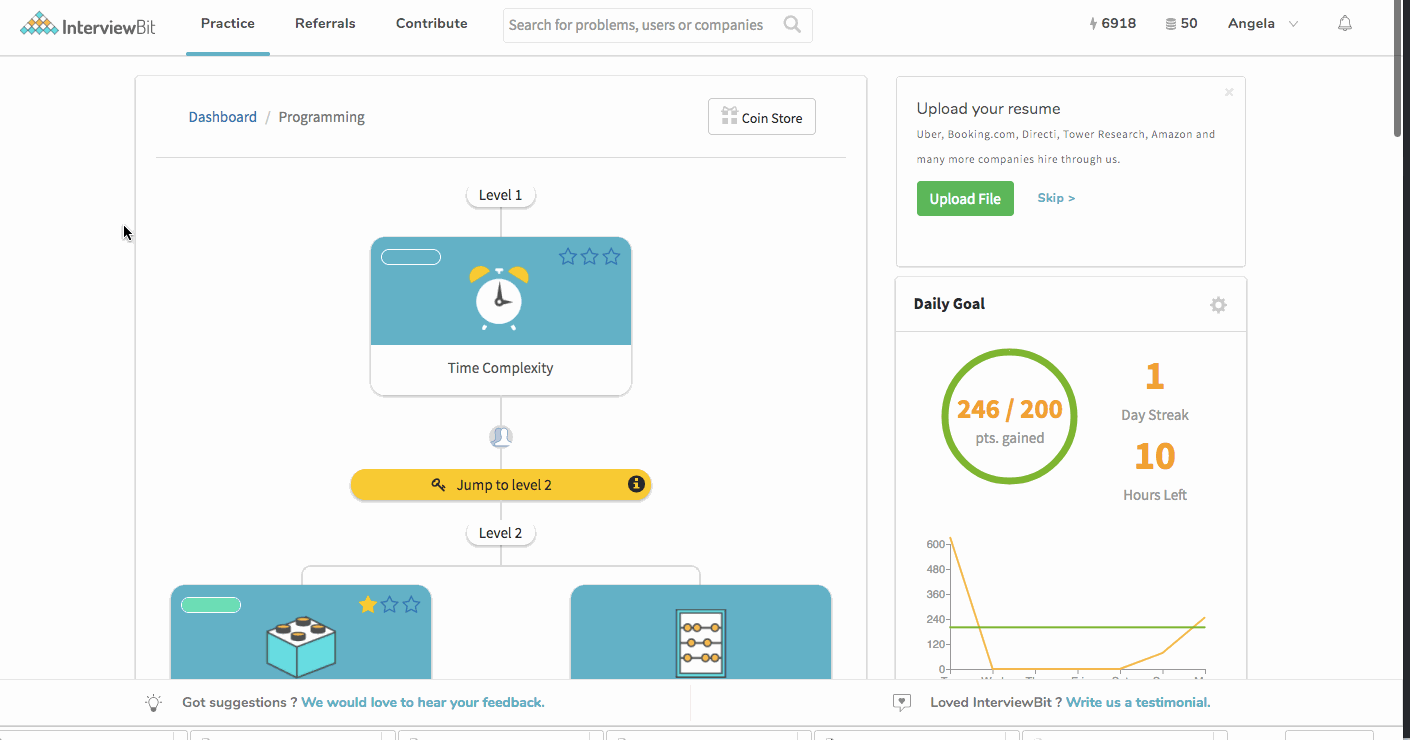 InterviewBit
Practice
Referrals
Contribute
Search for problems, users or companies
6918
50
Angela
Dashboard / Programming
Coin Store
Level 1
Time Complexity
Jump to level 2
Level 2
Upload your resume
Uber, Booking.com, Directi, Tower Research, Amazon and
many more companies hire through us.
Upload File
Skip >
Daily Goal
246 / 200
pts. gained
1
Day Streak
10
Hours Left
600
480
360
240
120
0
Got suggestions ? We would love to hear your feedback.
Loved InterviewBit ? Write us a testimonial.